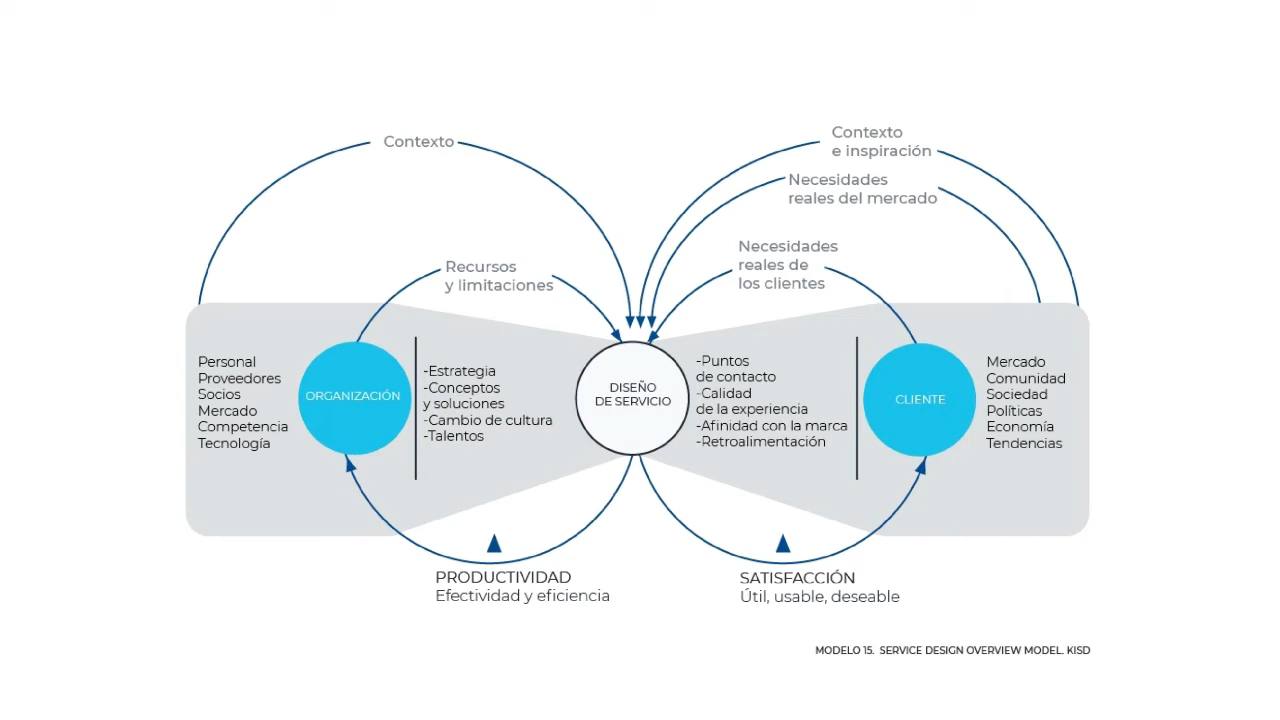 Contexto
Contexto
e inspiración
Necesidades
reales del mercado
Necesidades
reales de
los clientes
Recursos
y limitaciones
Personal
Proveedores
Socios
Mercado
Competencia
Tecnología
ORGANIZACIÓN
-Estrategia
-Conceptos
y soluciones
-Cambio de cultura
-Talentos
DISEÑO
DE SERVICIO
-Puntos
de contacto
-Calidad
de la experiencia
-Afinidad con la marca
-Retroalimentación
CLIENTE
Mercado
Comunidad
Sociedad
Políticas
Economía
Tendencias
PRODUCTIVIDAD
Efectividad y eficiencia
SATISFACCIÓN
Útil, usable, deseable
MODELO 15. SERVICE DESIGN OVERVIEW MODEL. KISD